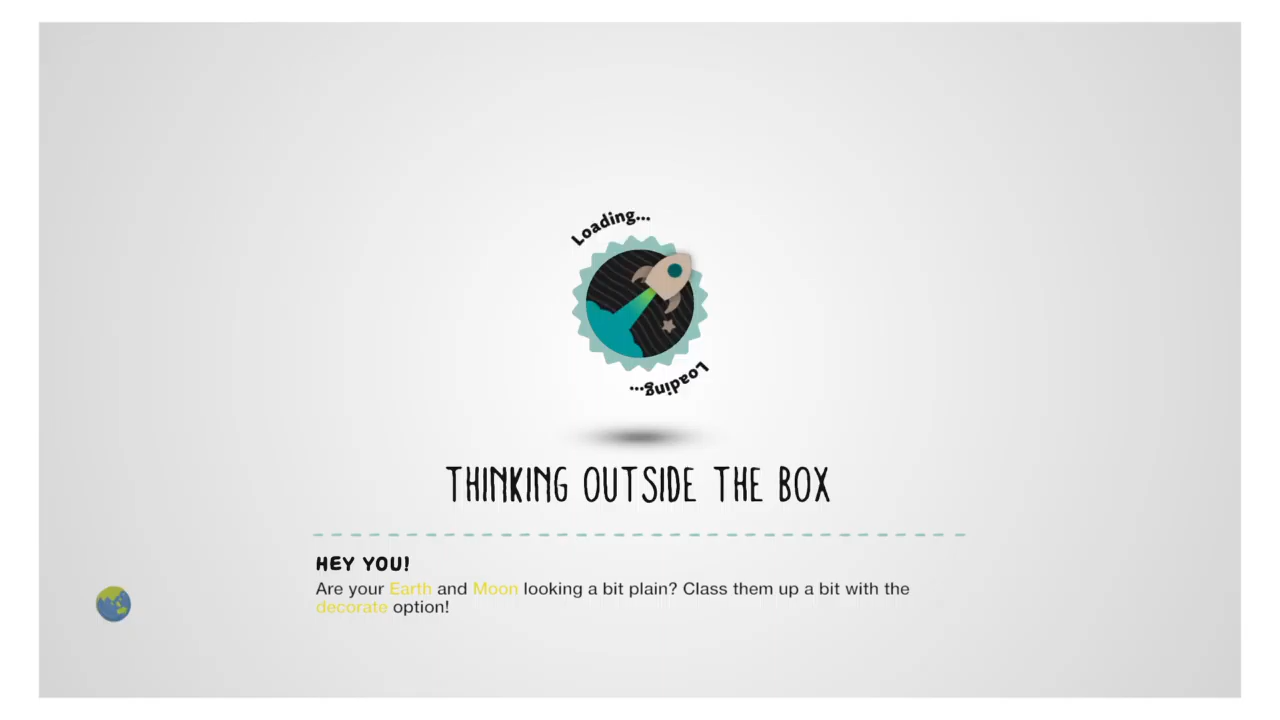 Loading...
Loading...
THINKING OUTSIDE THE BOX
HEY YOU!
Are your Earth and Moon looking a bit plain? Class them up a bit with the
decorate option!